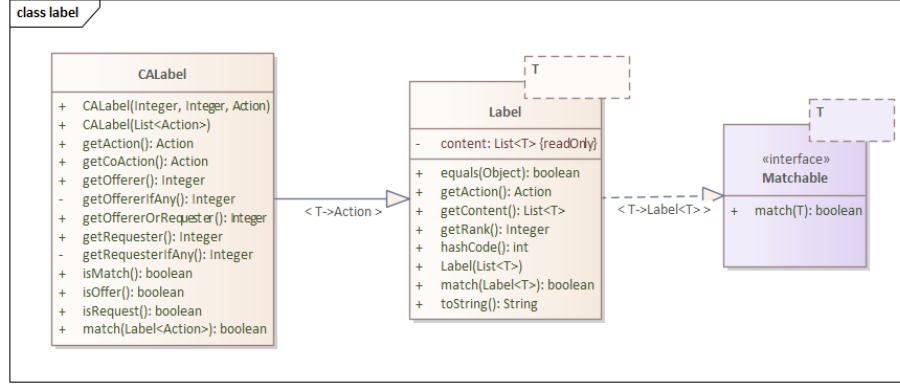 class label
CALabel
+ CALabel(Integer, Integer, Action)
+ CALabel(List<Action>)
+ getAction(): Action
+ getCoAction(): Action
+ getOfferer(): Integer
- getOffererIfAny(): Integer
+ getOffererOrRequester(): Integer
+ getRequester(): Integer
- getRequesterIfAny(): Integer
+ isMatch(): boolean
+ isOffer(): boolean
+ isRequest(): boolean
+ match(Label<Action>): boolean
< T->Action >
T
Label
- content: List<T> {readOnly}
+ equals(Object): boolean
+ getAction(): Action
+ getContent(): List<T>
+ getRank(): Integer
+ hashCode(): int
+ Label(List<T>)
+ match(Label<T>): boolean
+ toString(): String
< T->Label<T> >
T
«interface»
Matchable
+ match(T): boolean